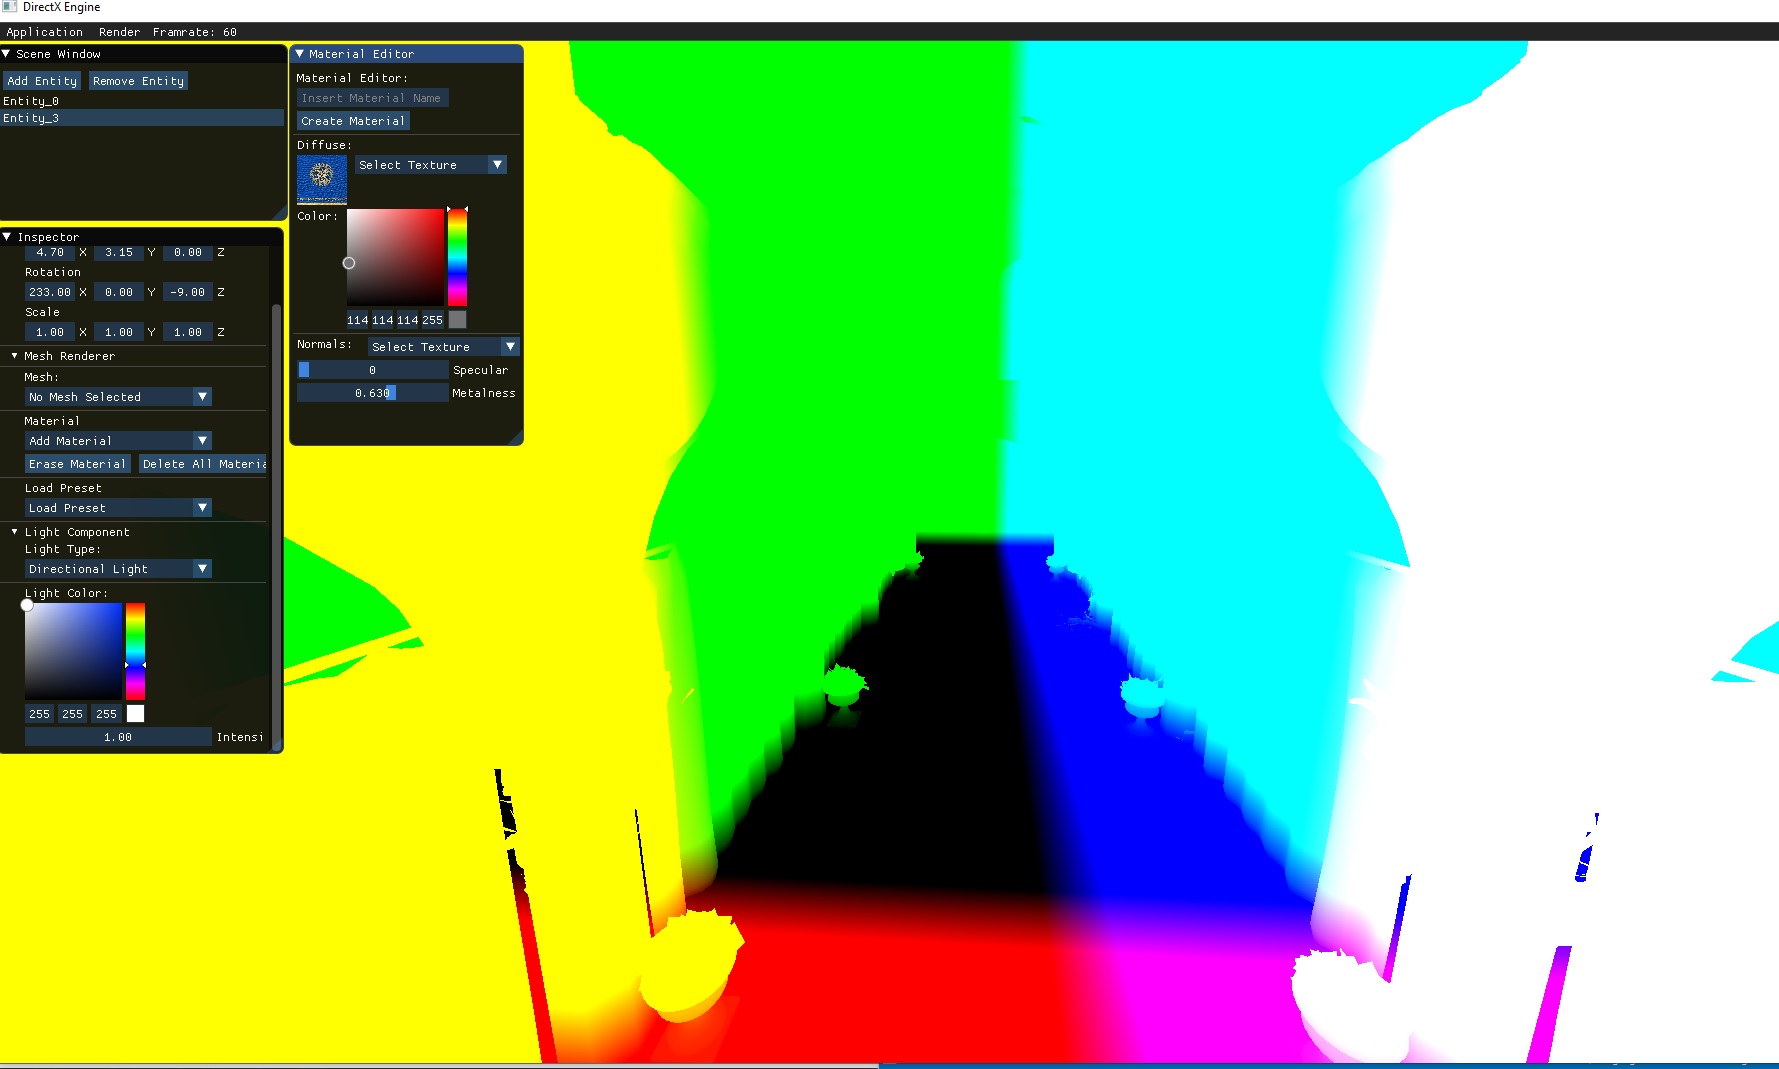 DirectX Engine
Application Render Framrate: 60
Scene Window
Add Entity Remove Entity
Entity_0
Entity_3
Inspector
4.70 X 3.15 Y 0.00 Z
Rotation
233.00 X 0.00 Y -9.00 Z
Scale
1.00 X 1.00 Y 1.00 Z
Mesh Renderer
Mesh:
No Mesh Selected
Material
Add Material
Erase Material Delete All Materia
Load Preset
Load Preset
Light Component
Light Type:
Directional Light
Light Color:
255 255 255
1.00 Intensi
Material Editor
Material Editor:
Insert Material Name
Create Material
Diffuse:
Select Texture
Color:
114 114 114 255
Normals: Select Texture
0 Specular
0.630 Metalness